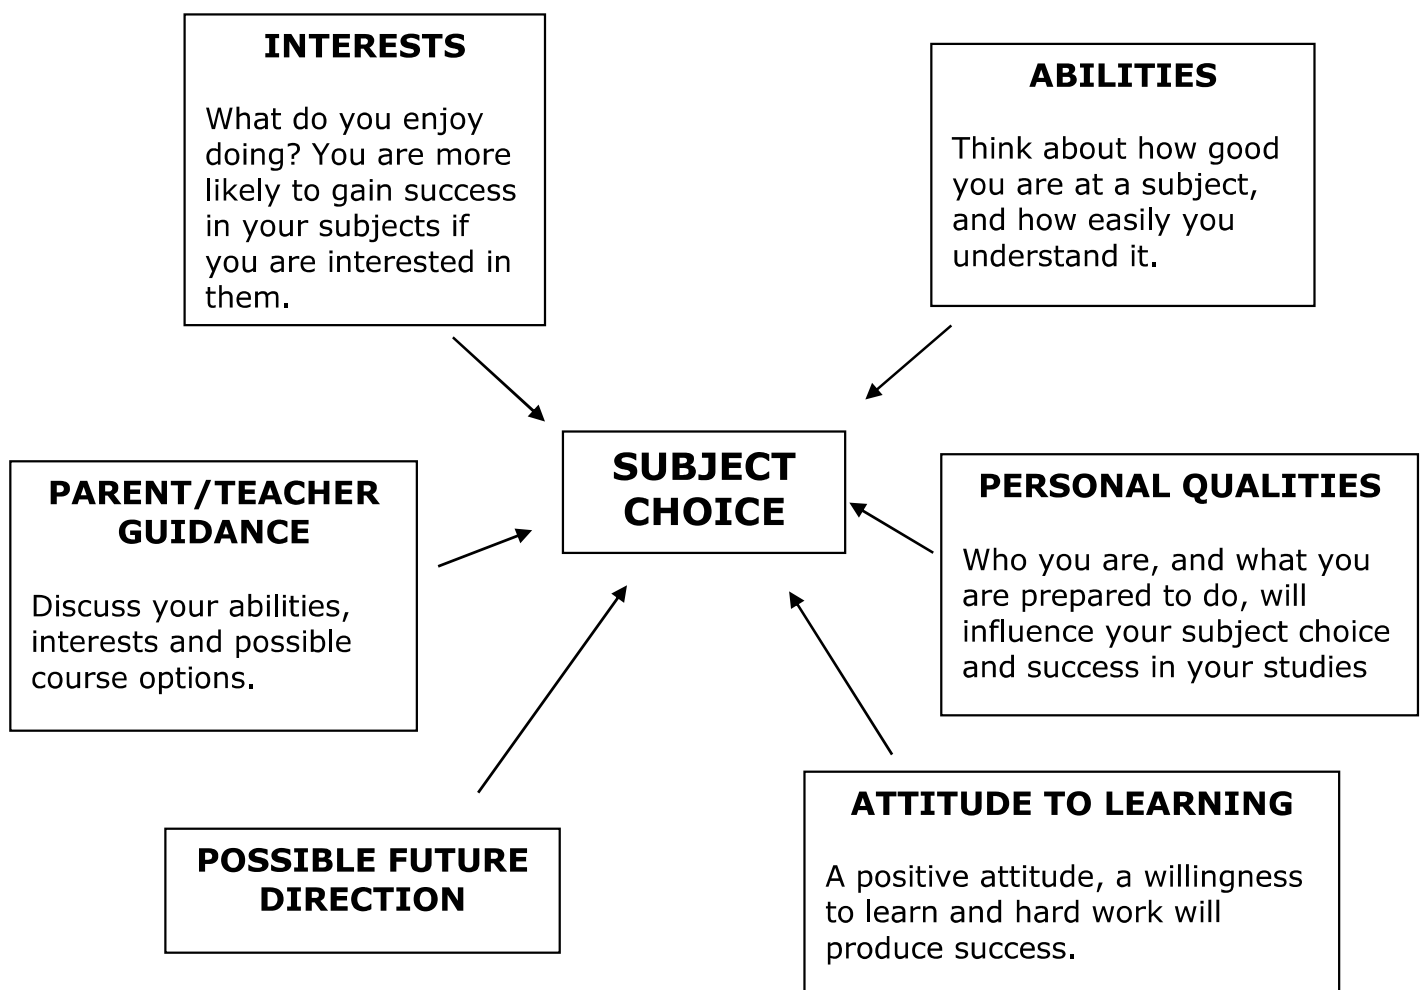 INTERESTS
What do you enjoy
doing? You are more
likely to gain success
in your subjects if
you are interested in
them.
ABILITIES
Think about how good
you are at a subject,
and how easily you
understand it.
SUBJECT
CHOICE
PARENT/TEACHER
GUIDANCE
Discuss your abilities,
interests and possible
course options.
PERSONAL QUALITIES
Who you are, and what you
are prepared to do, will
influence your subject choice
and success in your studies
POSSIBLE FUTURE
DIRECTION
ATTITUDE TO LEARNING
A positive attitude, a willingness
to learn and hard work will
produce success.